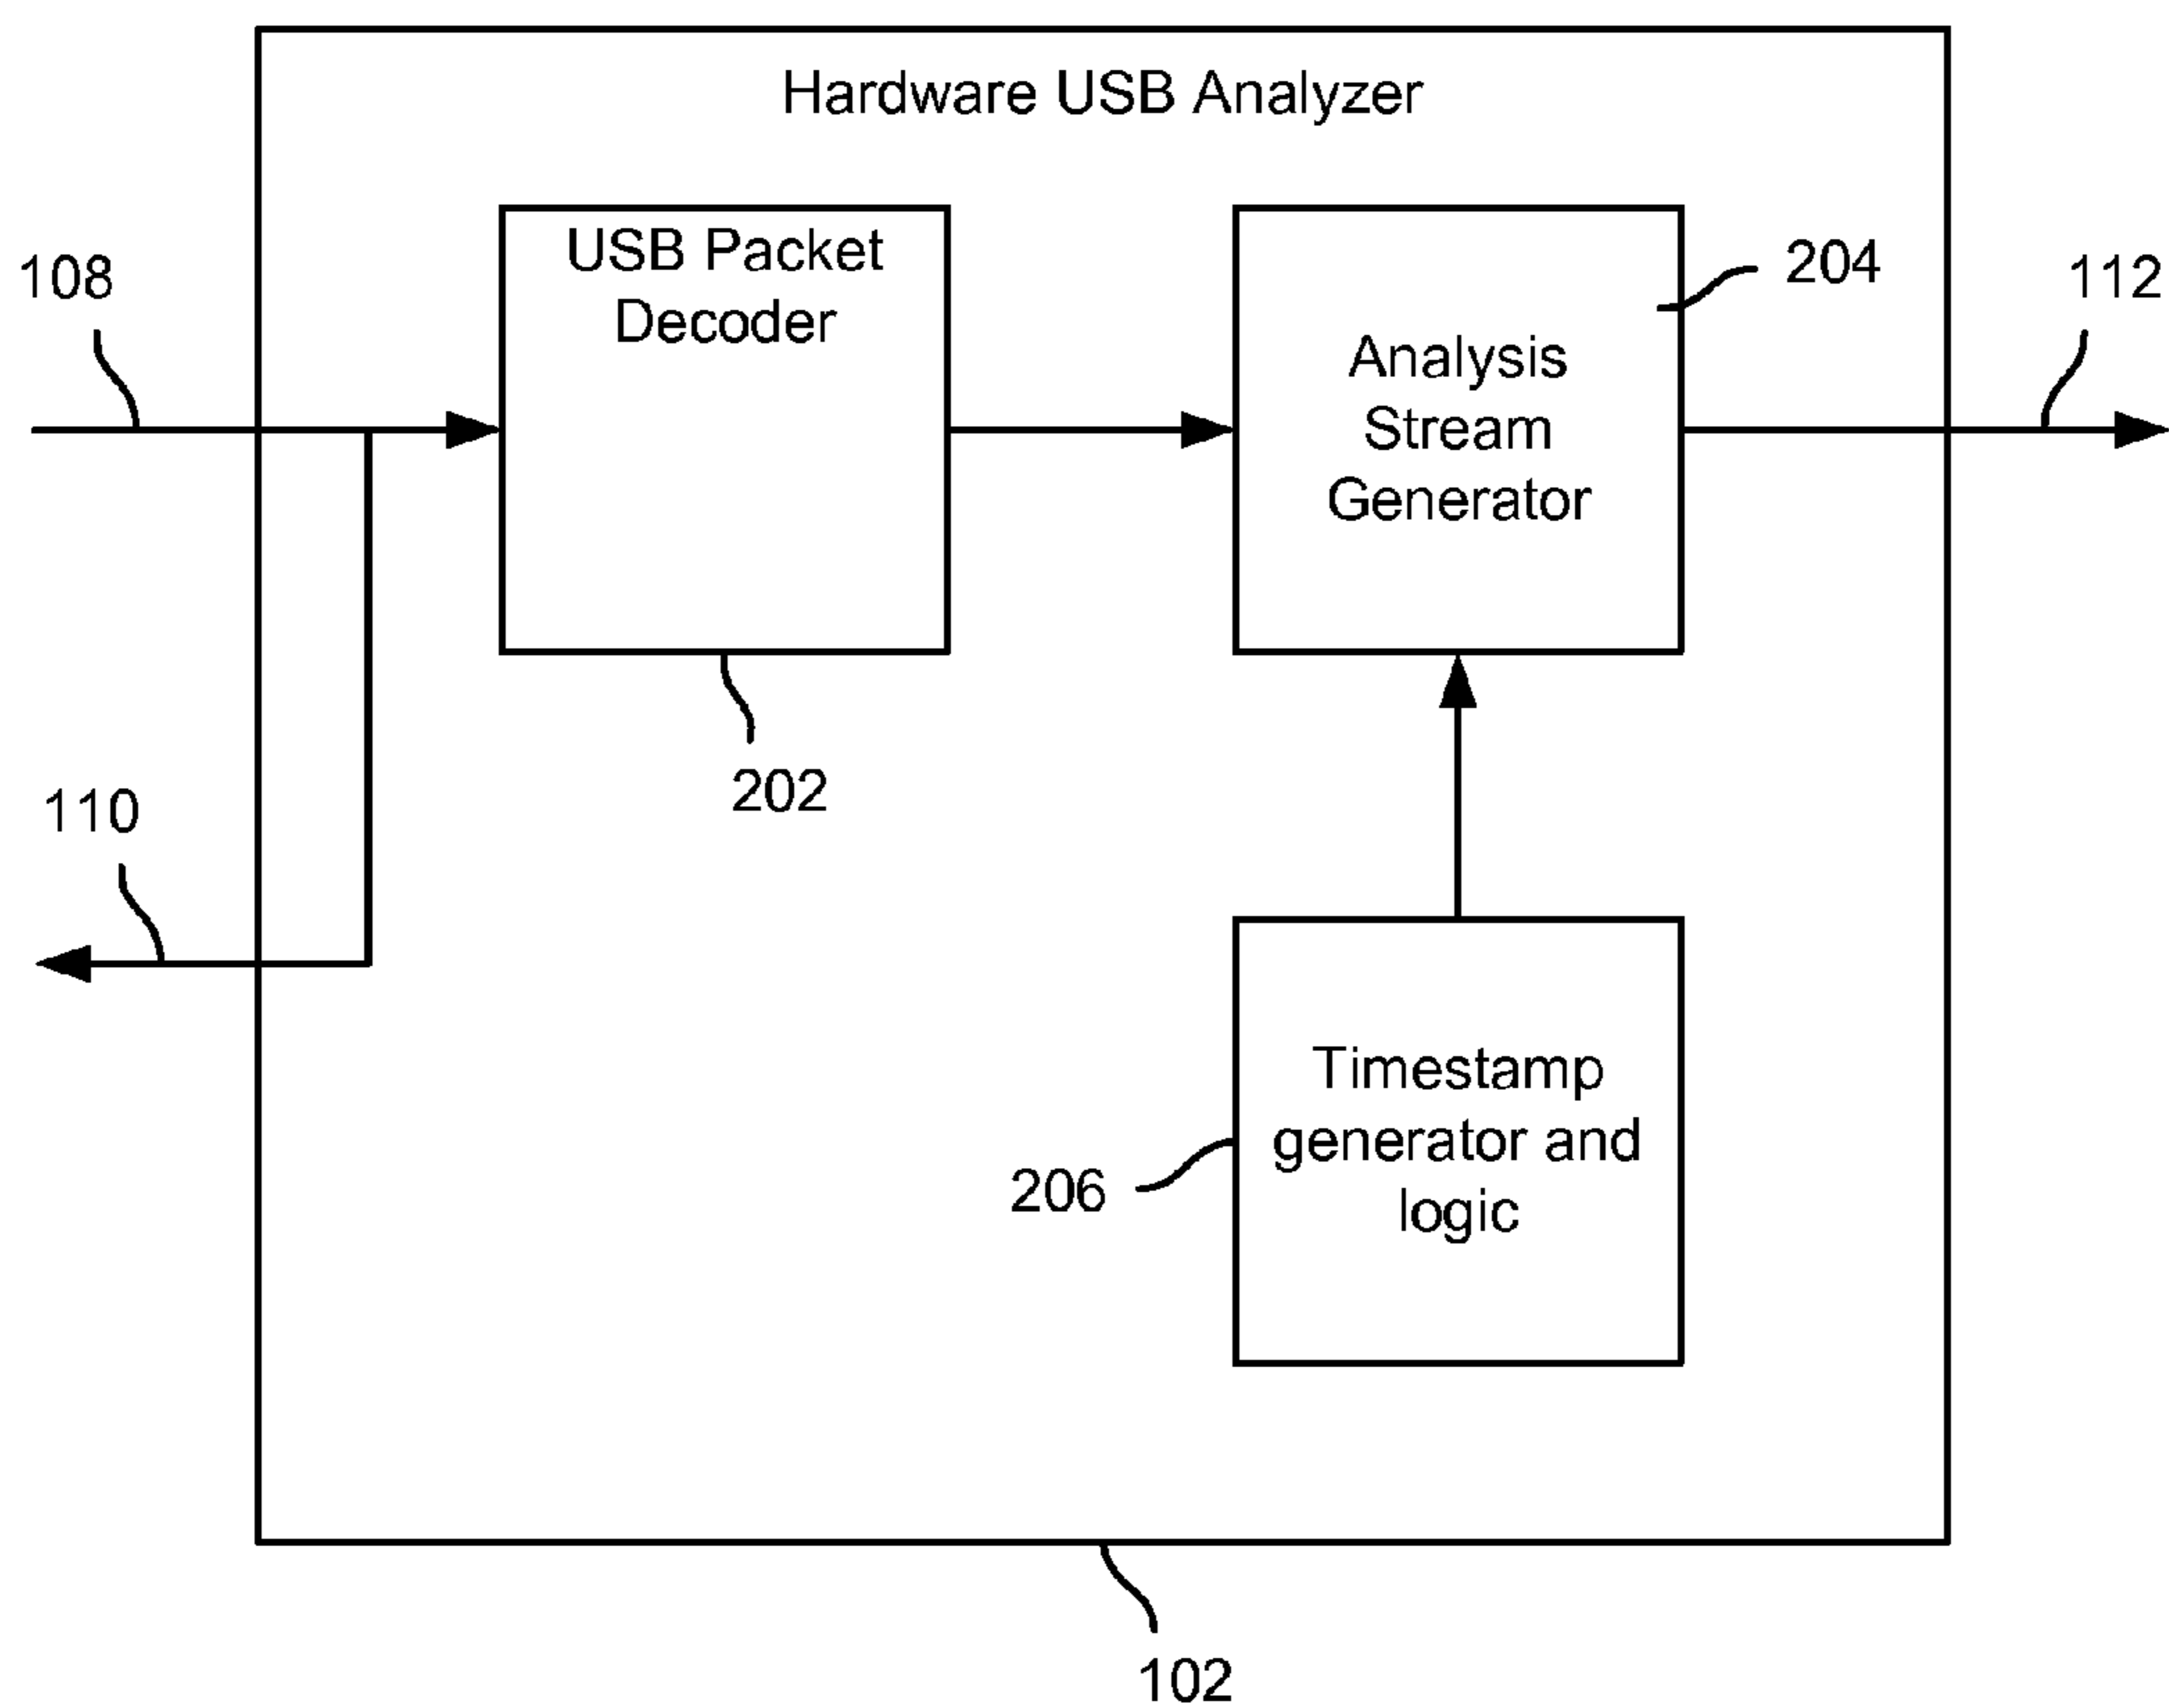 Hardware USB Analyzer
108
USB Packet
Decoder
204
112
Analysis
Stream
Generator
202
110
Timestamp
generator and
logic
206
102